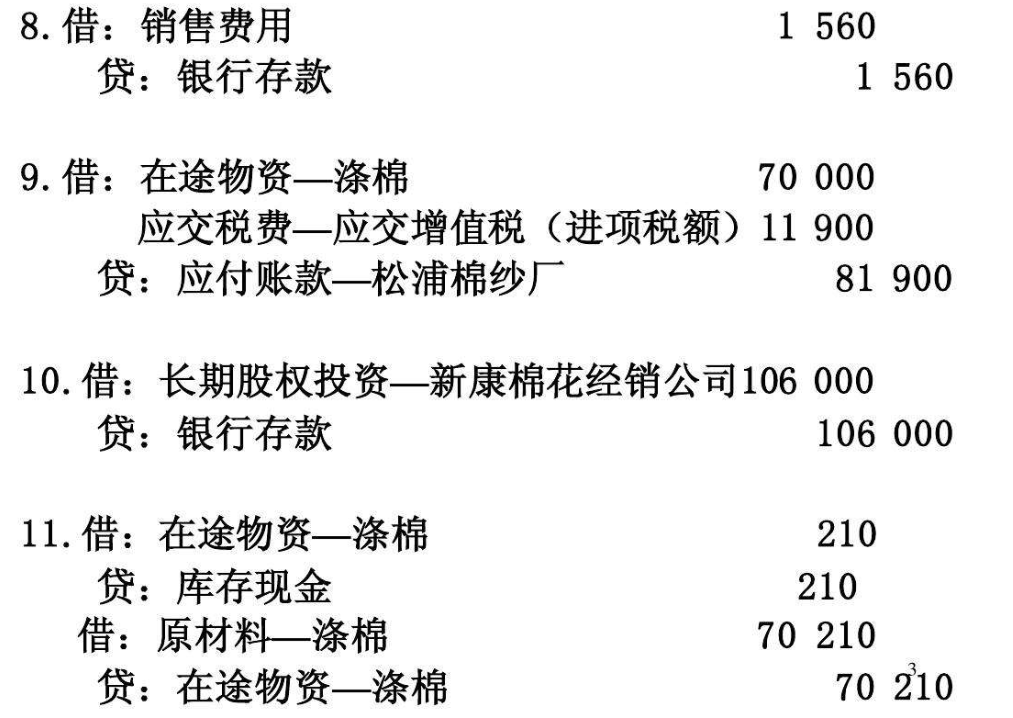 8. 借：销售费用 1 560
贷：银行存款 1 560
9. 借：在途物资—涤棉 70 000
应交税费—应交增值税（进项税额）11 900
贷：应付账款—松浦棉纱厂 81 900
10. 借：长期股权投资—新康棉花经销公司106 000
贷：银行存款 106 000
11. 借：在途物资—涤棉 210
贷：库存现金 210
借：原材料—涤棉 70 210
贷：在途物资—涤棉 70 210
3